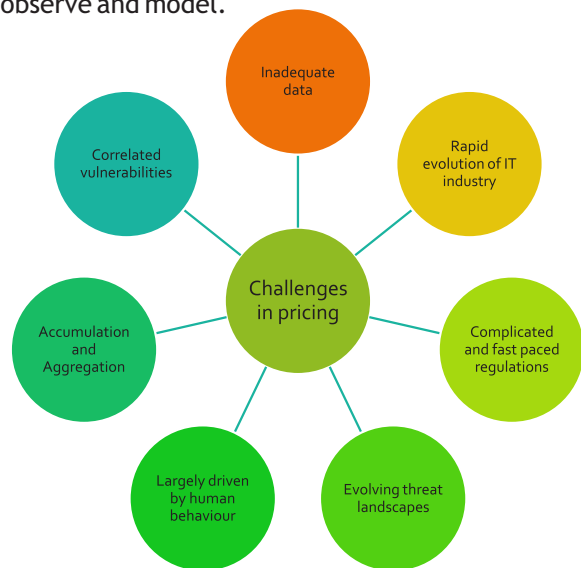 observe and model.
Inadequate
data
Rapid
evolution of IT
industry
Complicated
and fast paced
regulations
Evolving threat
landscapes
Largely driven
by human
behaviour
Accumulation
and
Aggregation
Correlated
vulnerabilities
Challenges
in pricing